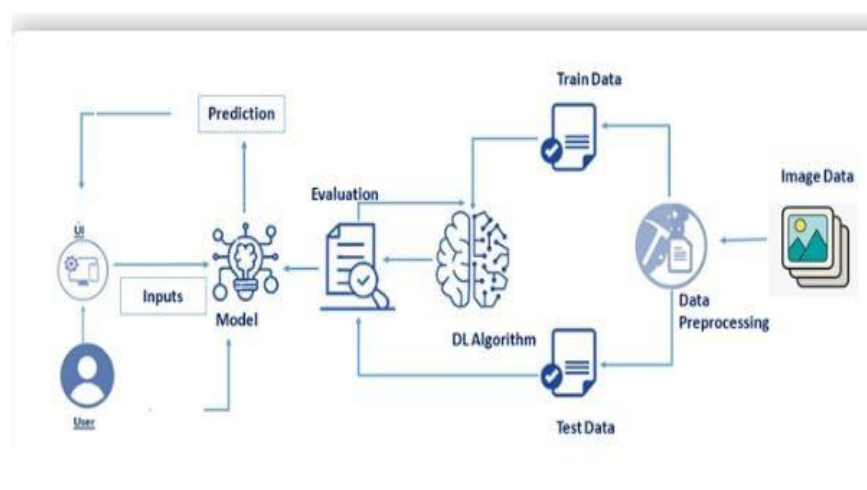 Train Data
Prediction
Image Data
Evaluation
UI
Inputs
Model
Data
Preprocessing
DL Algorithm
User
Test Data